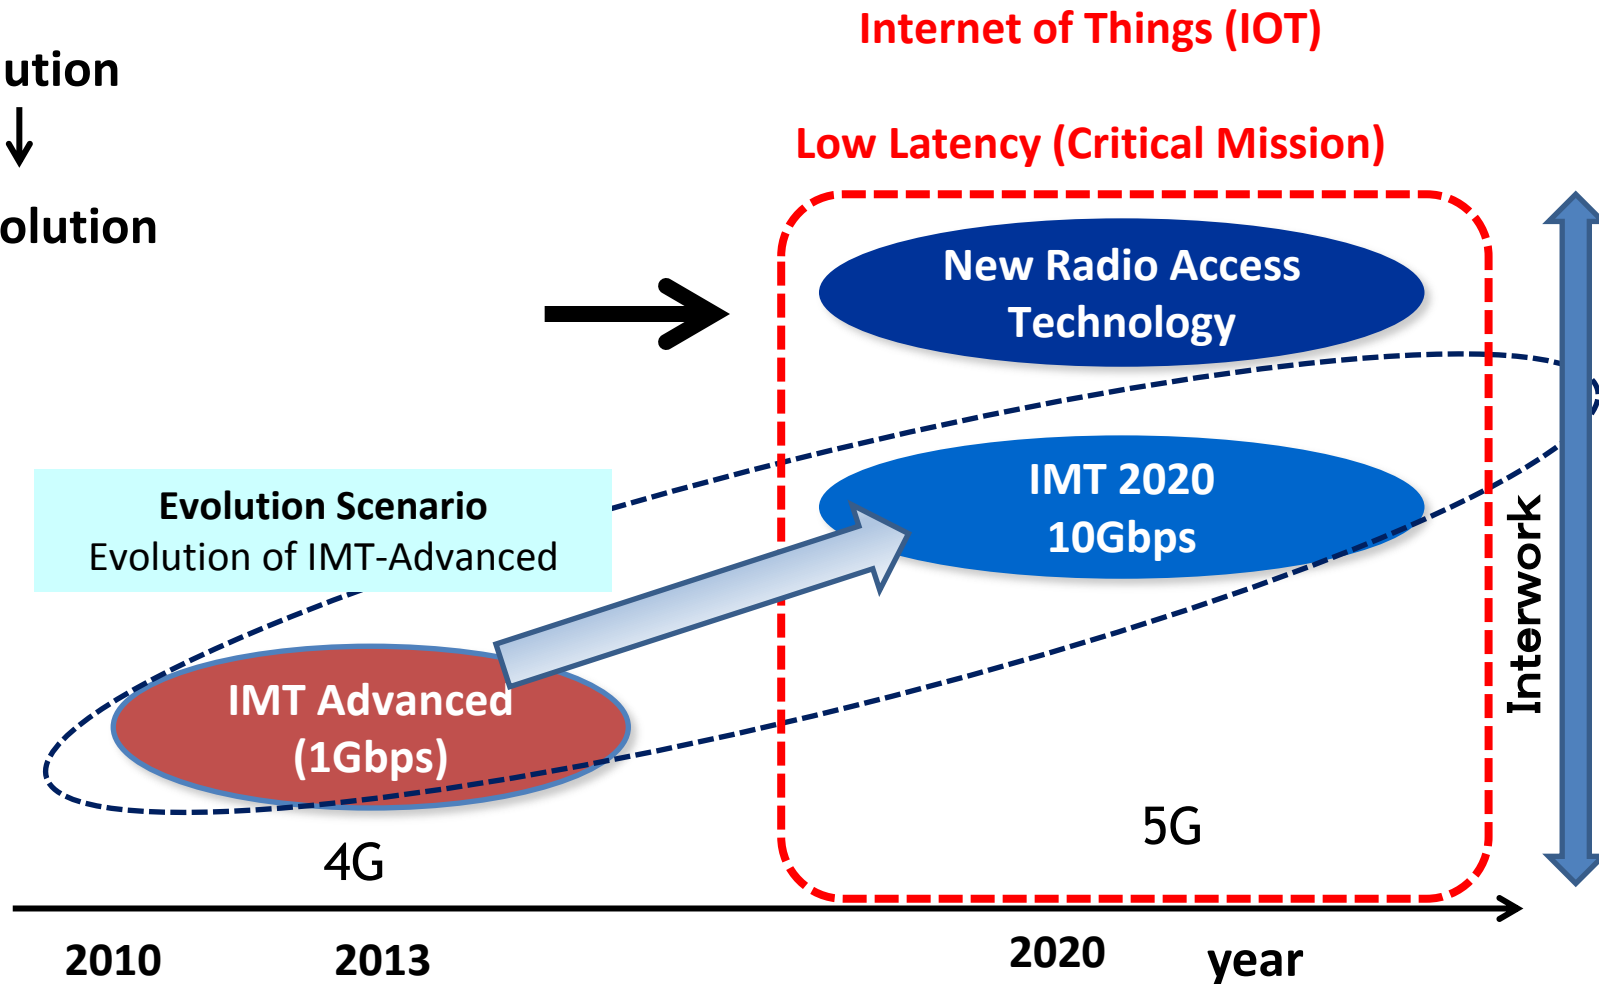 Internet of Things (IOT)
ution
Low Latency (Critical Mission)
olution
New Radio Access
Technology
IMT 2020
10Gbps
Evolution Scenario
Evolution of IMT-Advanced
Interwork
IMT Advanced
(1Gbps)
5G
4G
2010 2013 2020 year